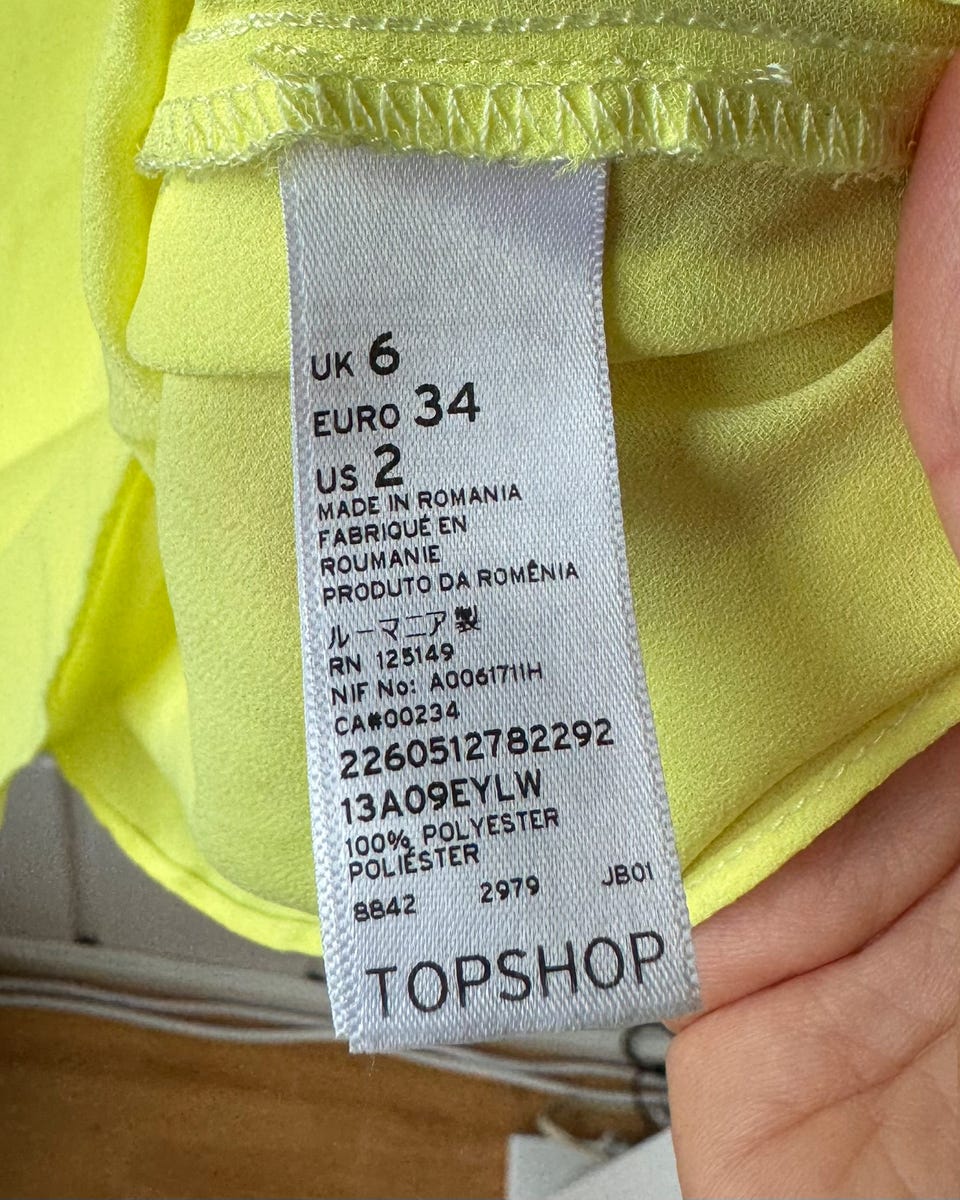 UK 6
EURO 34
US 2
MADE IN ROMANIA
FABRIQUÉ EN
ROUMANIE
PRODUTO DA ROMÊNIA
ルーマニア製
RN 125149
NIF No: A0061711H
CA#00234
2260512782292
13A09EYLW
100% POLYESTER
POLIÉSTER
8842 2979 JB01
TOPSHOP